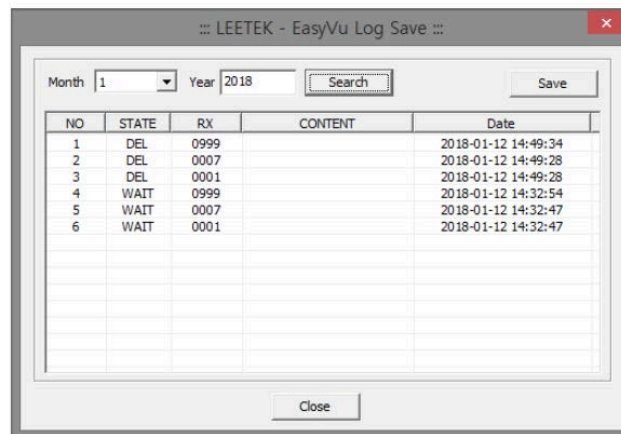 ::: LEETEK - EasyVu Log Save :::
Month 1 Year 2018 Search Save
NO STATE RX CONTENT Date
1 DEL 0999 2018-01-12 14:49:34
2 DEL 0007 2018-01-12 14:49:28
3 DEL 0001 2018-01-12 14:49:28
4 WAIT 0999 2018-01-12 14:32:54
5 WAIT 0007 2018-01-12 14:32:47
6 WAIT 0001 2018-01-12 14:32:47
Close